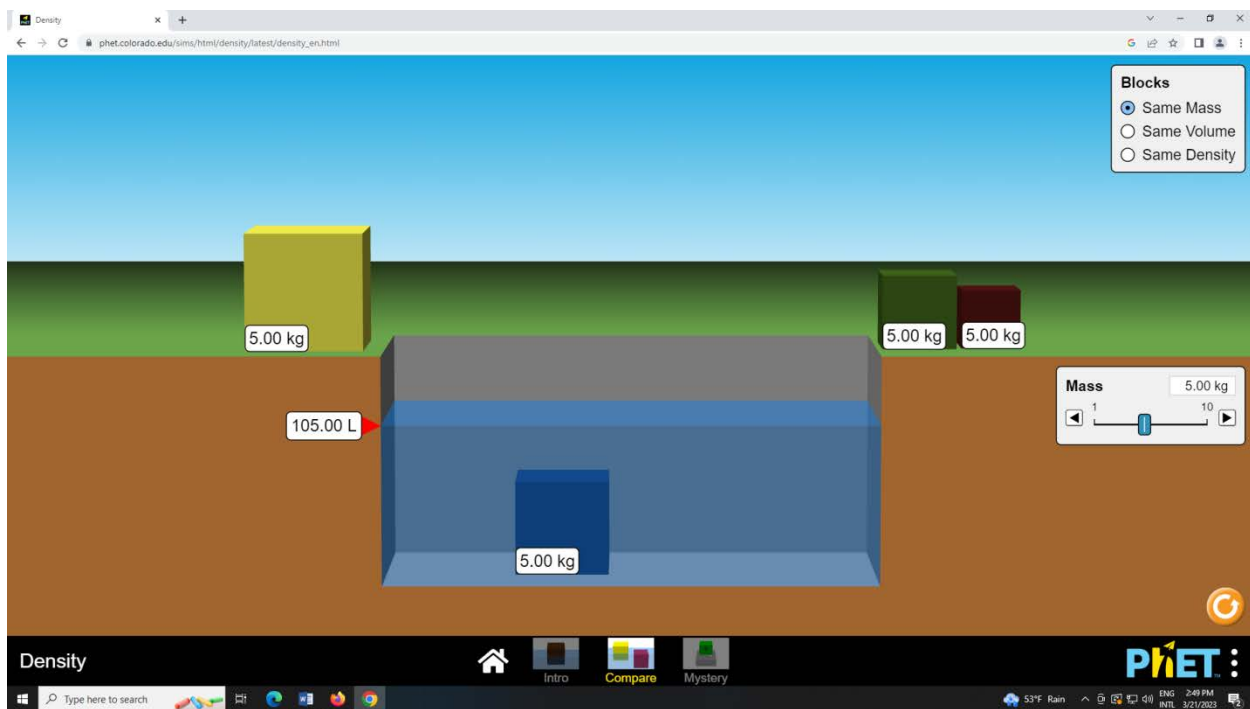 Density
phet.colorado.edu/sims/html/density/latest/density_en.html
Blocks
Same Mass
Same Volume
Same Density
5.00 kg
5.00 kg
5.00 kg
Mass
5.00 kg
1
10
105.00 L
5.00 kg
Density
Intro
Compare
Mystery
PhET
Type here to search
53°F Rain
ENG
INTL
2:49 PM
3/21/2023